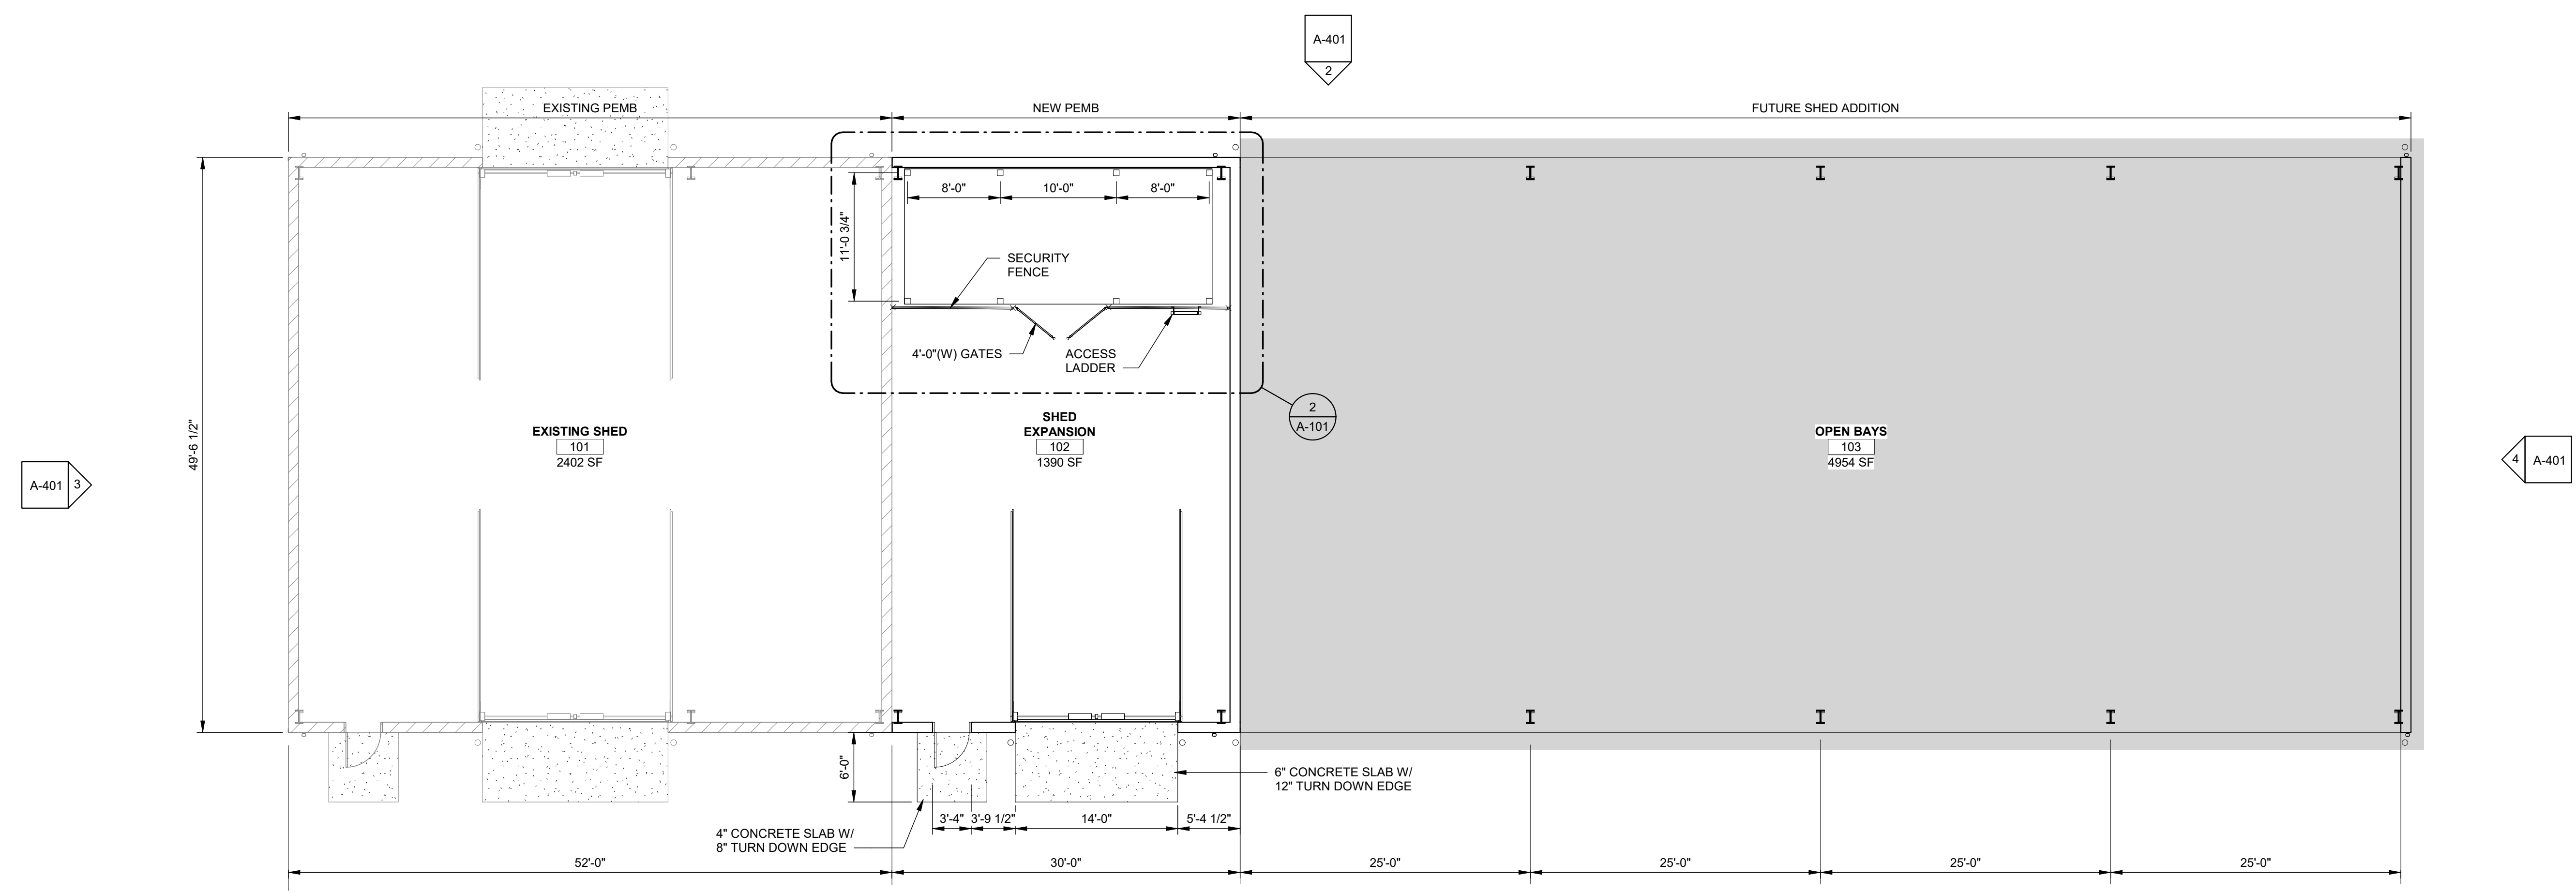 A-401
2
EXISTING PEMB
NEW PEMB
FUTURE SHED ADDITION
8'-0"
10'-0"
8'-0"
11'-0 3/4"
SECURITY
FENCE
4'-0"(W) GATES
ACCESS
LADDER
2
A-101
49'-6 1/2"
EXISTING SHED
101
2402 SF
SHED
EXPANSION
102
1390 SF
OPEN BAYS
103
4954 SF
A-401
3
4
A-401
6'-0"
6" CONCRETE SLAB W/
12" TURN DOWN EDGE
4" CONCRETE SLAB W/
8" TURN DOWN EDGE
3'-4"
3'-9 1/2"
14'-0"
5'-4 1/2"
52'-0"
30'-0"
25'-0"
25'-0"
25'-0"
25'-0"